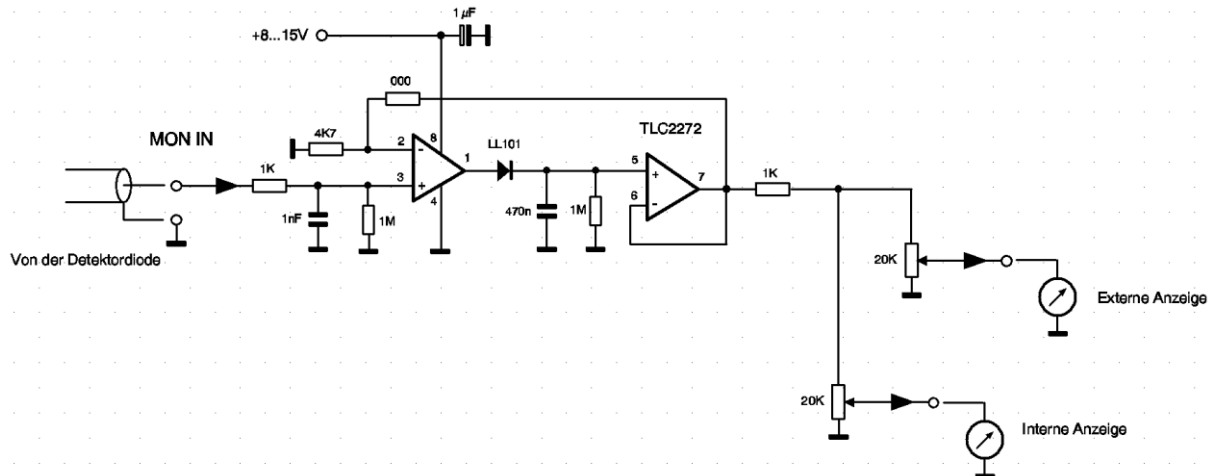 1 µF
+8...15V
000
TLC2272
MON IN
4K7
2
8
LL101
1K
3
1
4
5
6
7
1K
1nF
1M
470n
1M
Von der Detektordiode
20K
Externe Anzeige
20K
Interne Anzeige